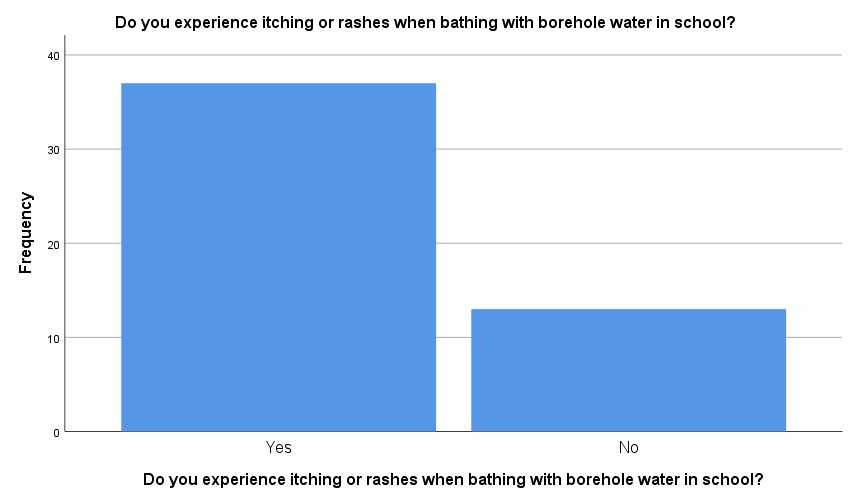 Do you experience itching or rashes when bathing with borehole water in school?
40
30
20
10
0
Frequency
Yes No
Do you experience itching or rashes when bathing with borehole water in school?